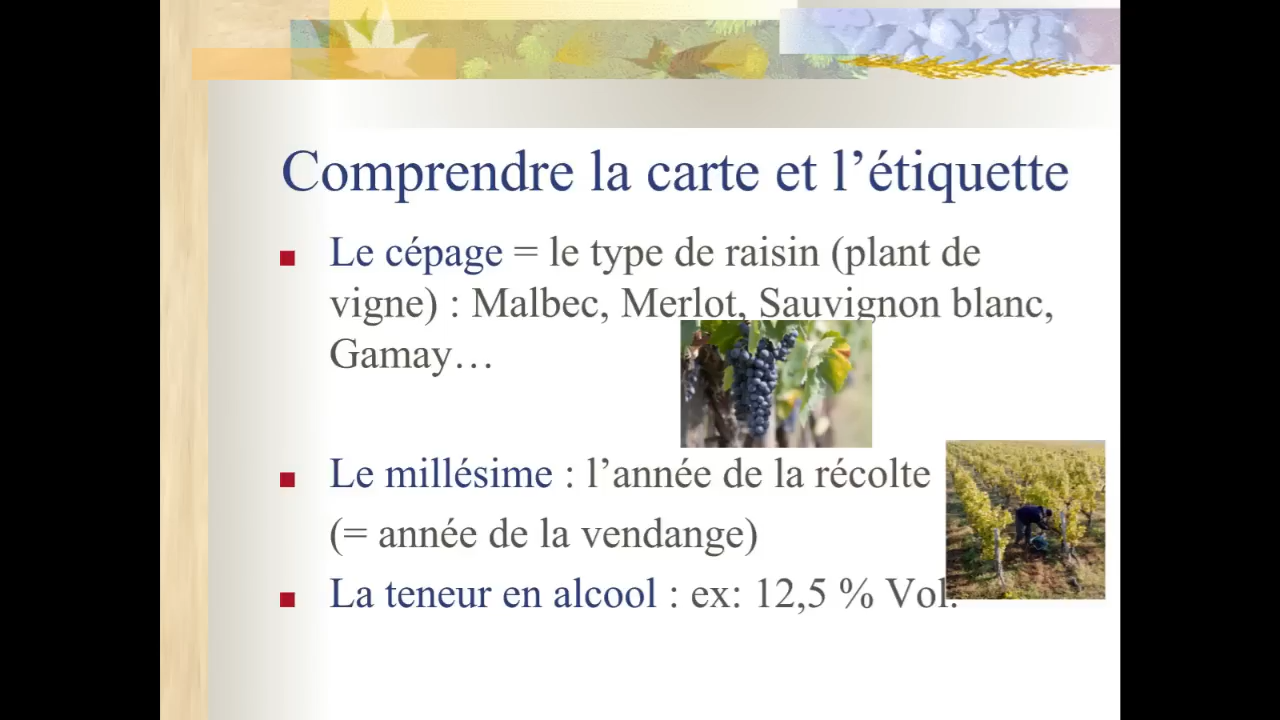 Comprendre la carte et l’étiquette
Le cépage = le type de raisin (plant de
vigne) : Malbec, Merlot, Sauvignon blanc,
Gamay…
Le millésime : l’année de la récolte
(= année de la vendange)
La teneur en alcool : ex: 12,5 % Vol.